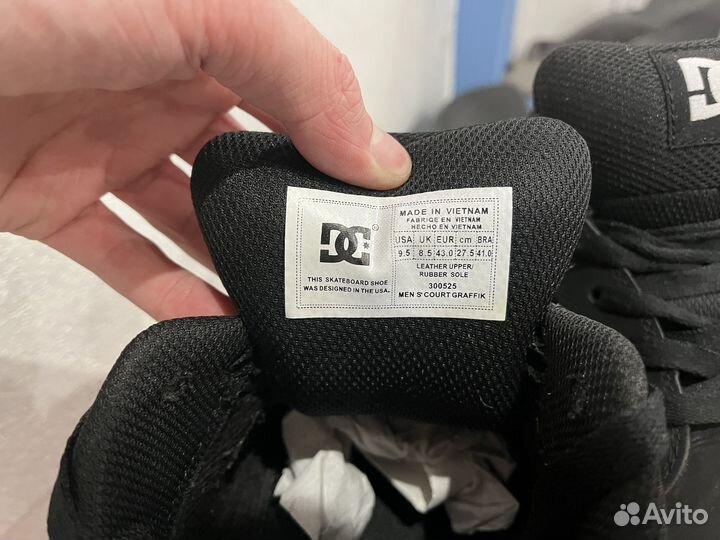 DC
THIS SKATEBOARD SHOE
WAS DESIGNED IN THE USA.
MADE IN VIETNAM
FABRIGE EN VIETNAM
HECHO EN VIETNAM
USA UK EUR cm BRA
9.5 8.5 43.0 27.5 41.0
LEATHER UPPER/
RUBBER SOLE
300525
MEN S' COURT GRAFFIK
DC
Avito